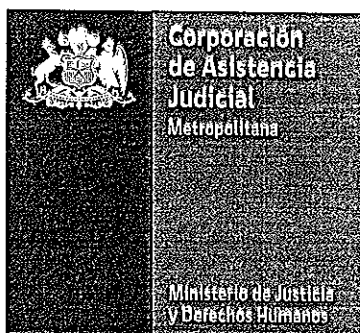 Corporación
de Asistencia
Judicial
Metropolitana
Ministerio de Justicia
y Derechos Humanos